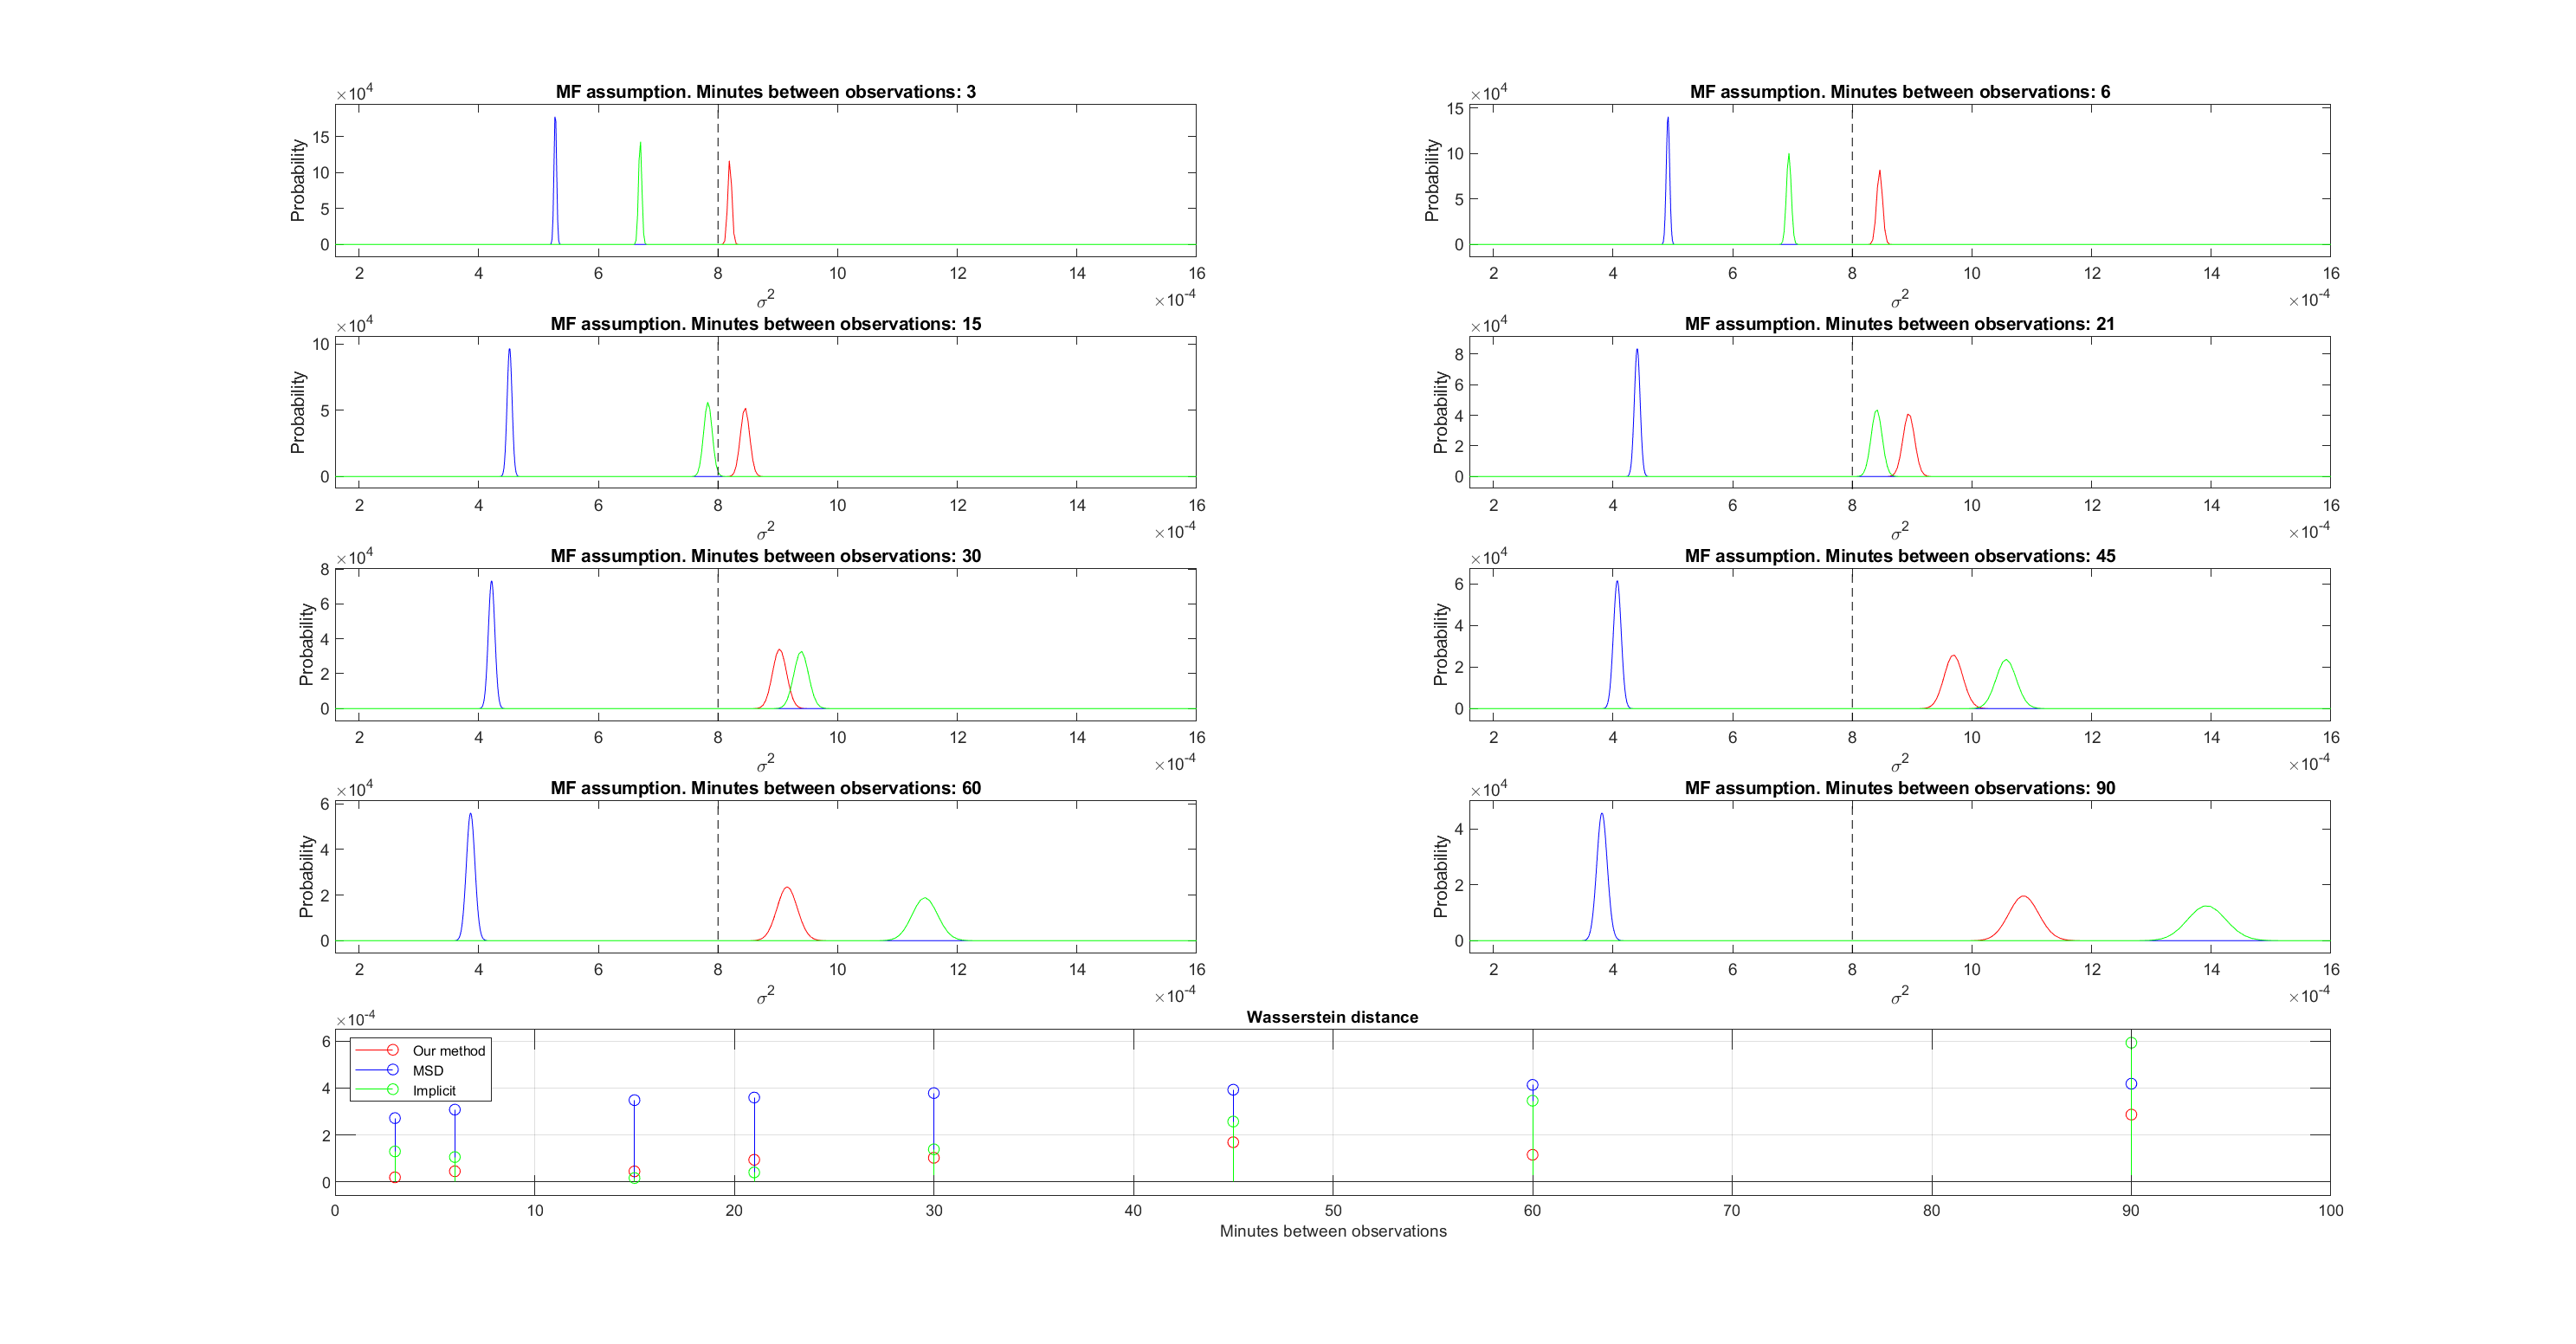 MF assumption. Minutes between observations: 3
×10^4
15
10
5
0
Probability
2 4 6 8 10 12 14 16
σ^2
×10^-4
MF assumption. Minutes between observations: 6
×10^4
15
10
5
0
Probability
2 4 6 8 10 12 14 16
σ^2
×10^-4
MF assumption. Minutes between observations: 15
×10^4
10
5
0
Probability
2 4 6 8 10 12 14 16
σ^2
×10^-4
MF assumption. Minutes between observations: 21
×10^4
8
6
4
2
0
Probability
2 4 6 8 10 12 14 16
σ^2
×10^-4
MF assumption. Minutes between observations: 30
×10^4
8
6
4
2
0
Probability
2 4 6 8 10 12 14 16
σ^2
×10^-4
MF assumption. Minutes between observations: 45
×10^4
6
4
2
0
Probability
2 4 6 8 10 12 14 16
σ^2
×10^-4
MF assumption. Minutes between observations: 60
×10^4
6
4
2
0
Probability
2 4 6 8 10 12 14 16
σ^2
×10^-4
MF assumption. Minutes between observations: 90
×10^4
4
2
0
Probability
2 4 6 8 10 12 14 16
σ^2
×10^-4
Wasserstein distance
×10^-4
6
4
2
0
Our method
MSD
Implicit
0 10 20 30 40 50 60 70 80 90 100
Minutes between observations